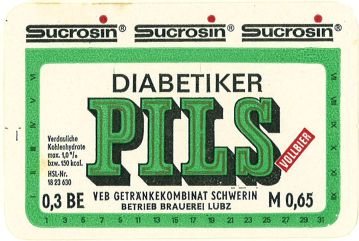 Sucrosin® Sucrosin® Sucrosin®
DIABETIKER
PILS
VOLLBIER
Verdauliche
Kohlenhydrate
max. 1,0%
bzw. 150 kcal.
HSL-Nr.
18 23 630
0,3 BE
VEB GETRÄNKEKOMBINAT SCHWERIN
BETRIEB BRAUEREI LÜBZ
M 0,65